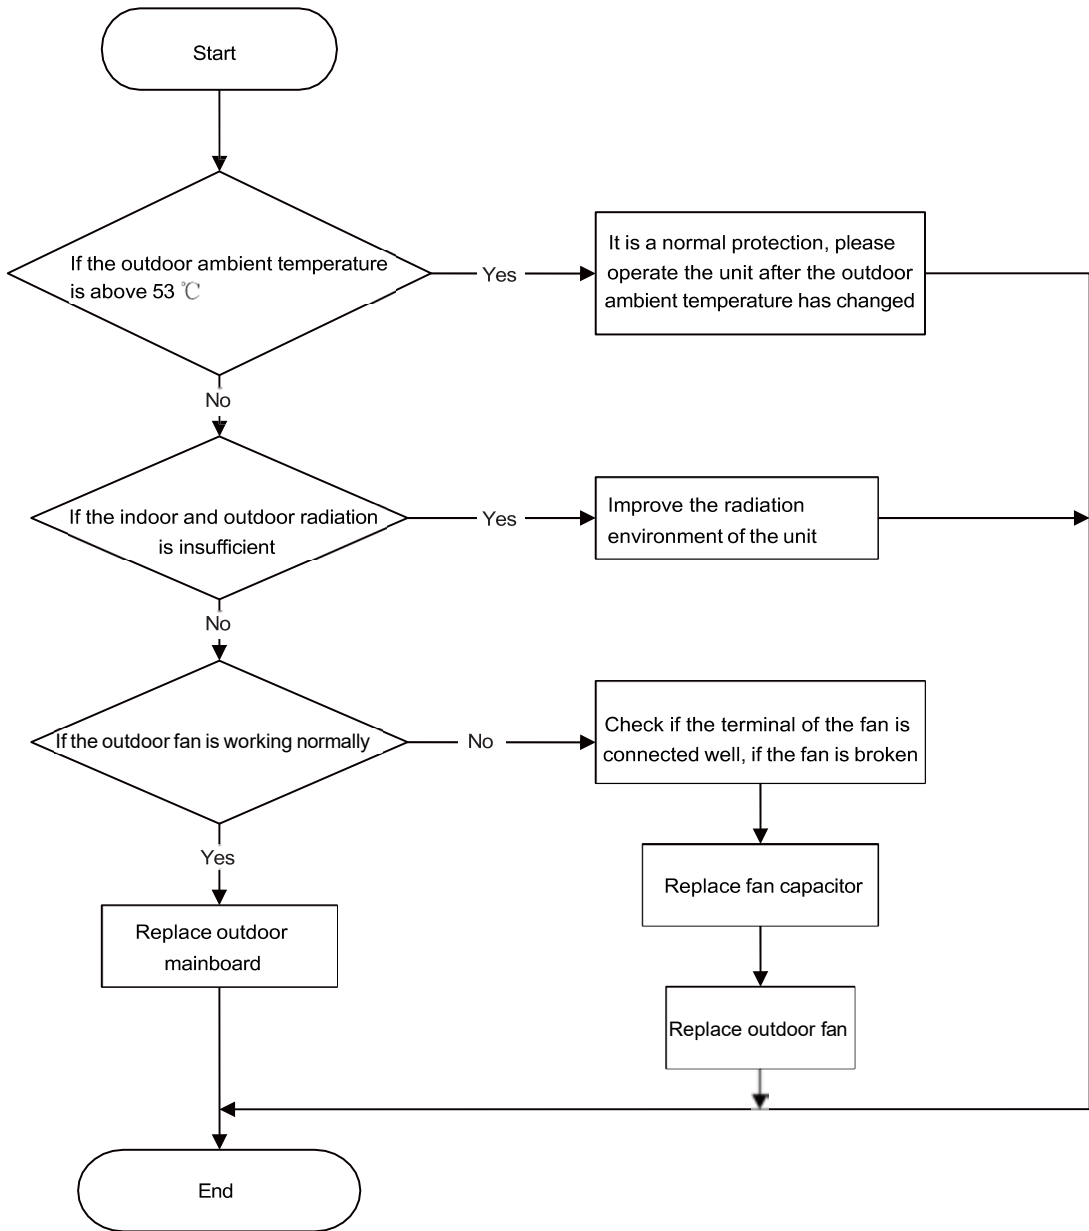 Start
If the outdoor ambient temperature
is above 53 ℃
Yes
It is a normal protection, please
operate the unit after the outdoor
ambient temperature has changed
No
If the indoor and outdoor radiation
is insufficient
Yes
Improve the radiation
environment of the unit
No
If the outdoor fan is working normally
No
Check if the terminal of the fan is
connected well, if the fan is broken
Yes
Replace fan capacitor
Replace outdoor
mainboard
Replace outdoor fan
End